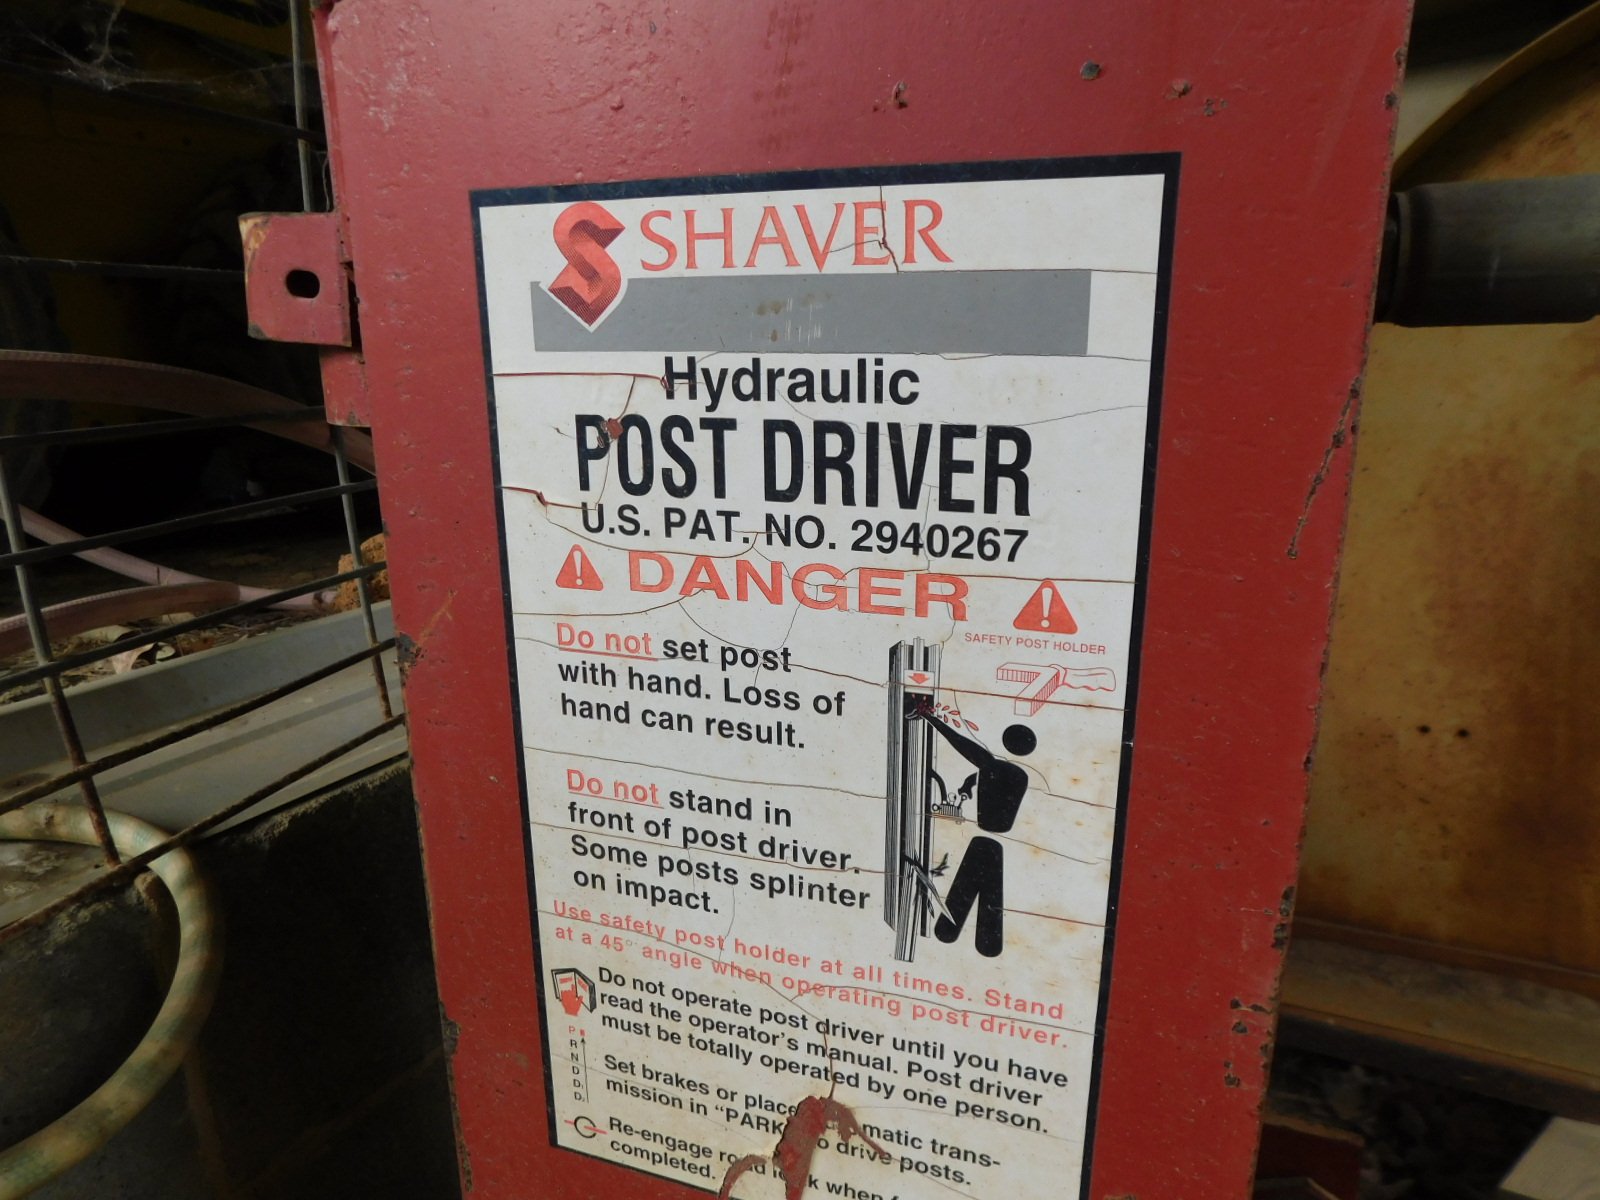 SHAVER
Hydraulic
POST DRIVER
U.S. PAT. NO. 2940267
DANGER
SAFETY POST HOLDER
Do not set post
with hand. Loss of
hand can result.
Do not stand in
front of post driver.
Some posts splinter
on impact.
Use safety post holder at all times. Stand
at a 45° angle when operating post driver.
Do not operate post driver until you have
read the operator's manual. Post driver
must be totally operated by one person.
P
R
N
D
D
D
Set brakes or place trans-
mission in "PARK" drive posts.
Re-engage when
completed.